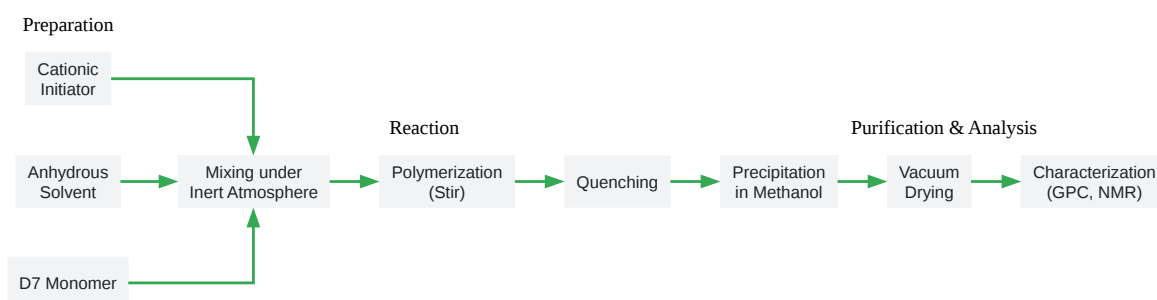 Preparation
Cationic
Initiator
Reaction
Purification & Analysis
Anhydrous
Solvent
Mixing under
Inert Atmosphere
Polymerization
(Stir)
Quenching
Precipitation
in Methanol
Vacuum
Drying
Characterization
(GPC, NMR)
D7 Monomer